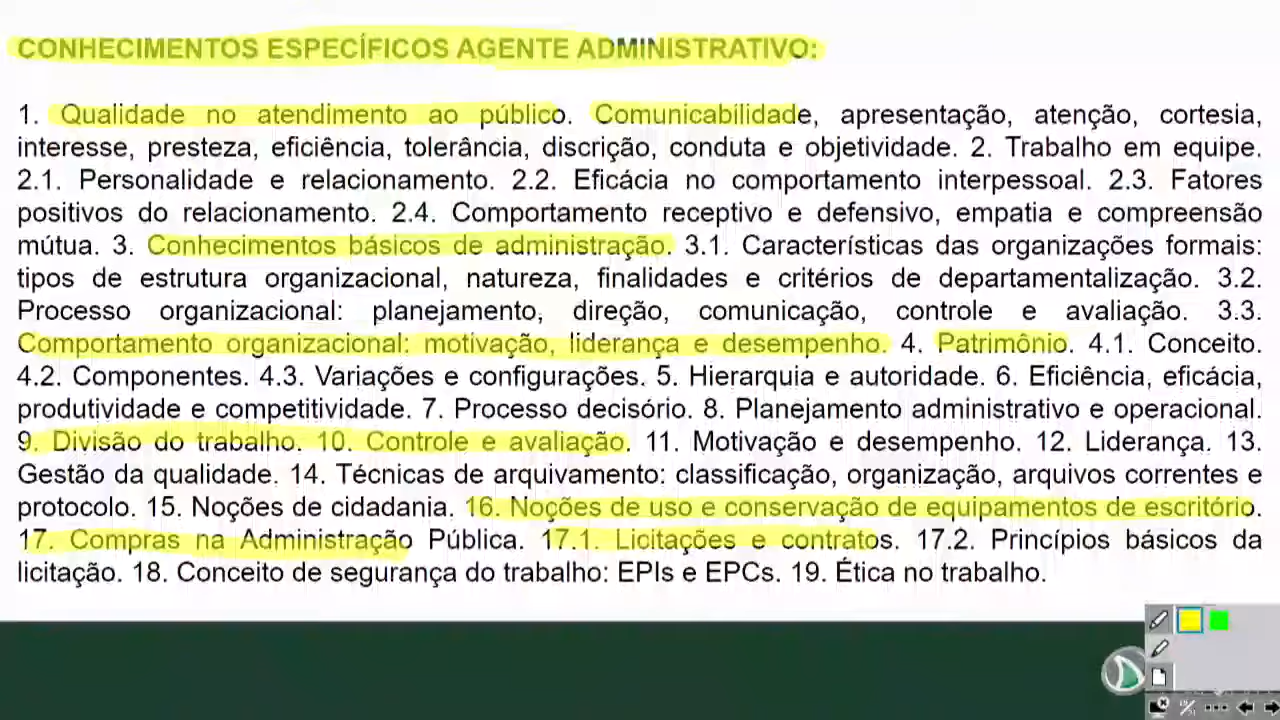 CONHECIMENTOS ESPECÍFICOS AGENTE ADMINISTRATIVO:
1. Qualidade no atendimento ao público. Comunicabilidade, apresentação, atenção, cortesia,
interesse, presteza, eficiência, tolerância, discrição, conduta e objetividade. 2. Trabalho em equipe.
2.1. Personalidade e relacionamento. 2.2. Eficácia no comportamento interpessoal. 2.3. Fatores
positivos do relacionamento. 2.4. Comportamento receptivo e defensivo, empatia e compreensão
mútua. 3. Conhecimentos básicos de administração. 3.1. Características das organizações formais:
tipos de estrutura organizacional, natureza, finalidades e critérios de departamentalização. 3.2.
Processo organizacional: planejamento, direção, comunicação, controle e avaliação. 3.3.
Comportamento organizacional: motivação, liderança e desempenho. 4. Patrimônio. 4.1. Conceito.
4.2. Componentes. 4.3. Variações e configurações. 5. Hierarquia e autoridade. 6. Eficiência, eficácia,
produtividade e competitividade. 7. Processo decisório. 8. Planejamento administrativo e operacional.
9. Divisão do trabalho. 10. Controle e avaliação. 11. Motivação e desempenho. 12. Liderança. 13.
Gestão da qualidade. 14. Técnicas de arquivamento: classificação, organização, arquivos correntes e
protocolo. 15. Noções de cidadania. 16. Noções de uso e conservação de equipamentos de escritório.
17. Compras na Administração Pública. 17.1. Licitações e contratos. 17.2. Princípios básicos da
licitação. 18. Conceito de segurança do trabalho: EPIs e EPCs. 19. Ética no trabalho.